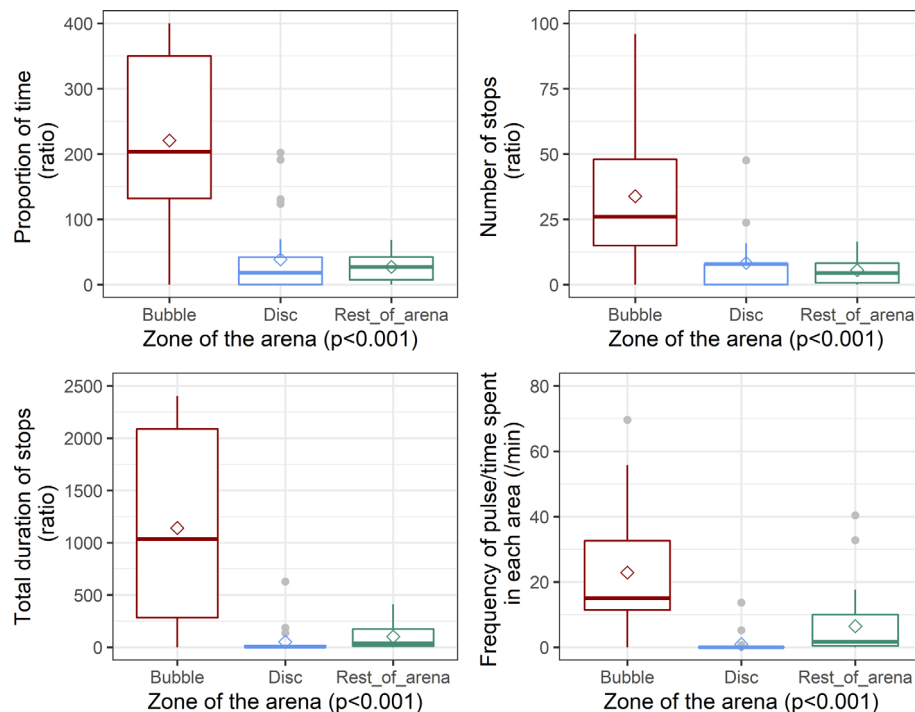 Proportion of time
(ratio)
400
300
200
100
0
Bubble
Disc
Rest_of_arena
Zone of the arena (p<0.001)
Number of stops
(ratio)
100
75
50
25
0
Bubble
Disc
Rest_of_arena
Zone of the arena (p<0.001)
Total duration of stops
(ratio)
2500
2000
1500
1000
500
0
Bubble
Disc
Rest_of_arena
Zone of the arena (p<0.001)
Frequency of pulse/time spent
in each area (/min)
80
60
40
20
0
Bubble
Disc
Rest_of_arena
Zone of the arena (p<0.001)